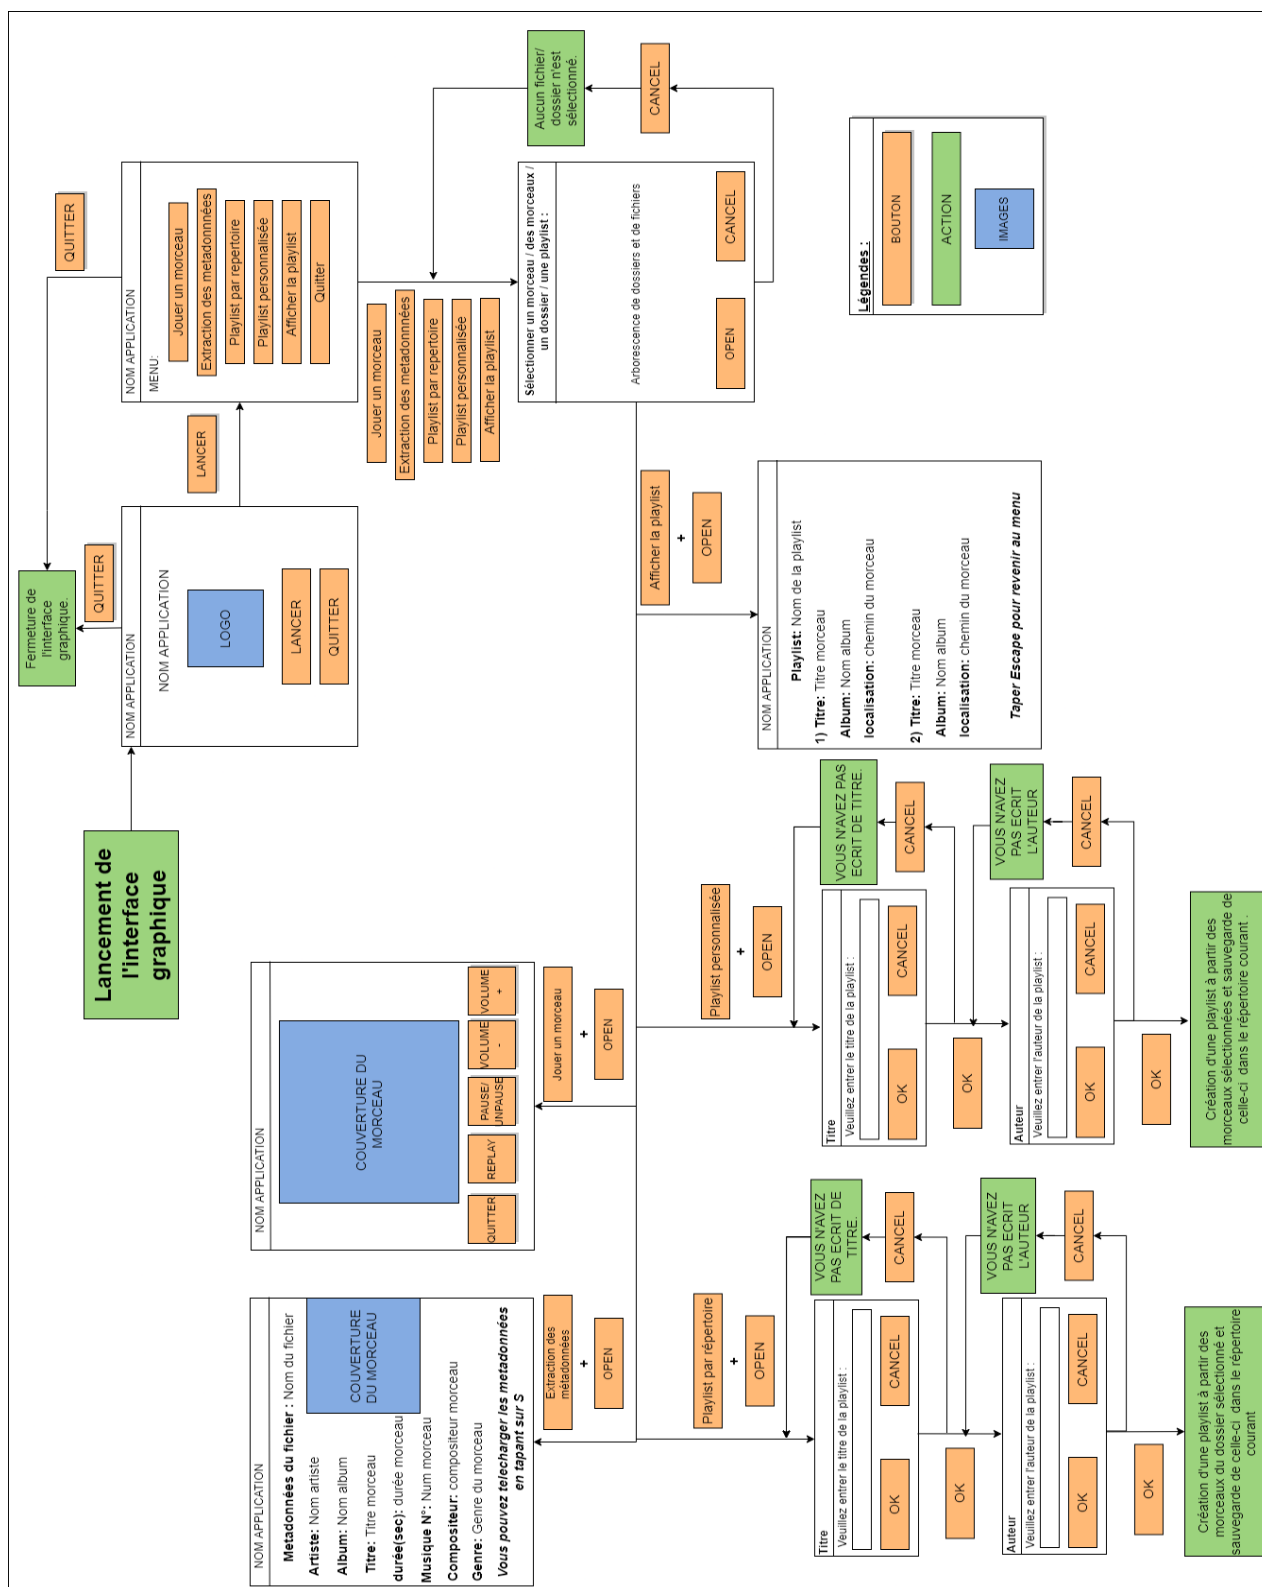 Lancement de
l'interface
graphique
Fermeture de
l'interface
graphique.
QUITTER
QUITTER
NOM APPLICATION
NOM APPLICATION
LOGO
LANCER
QUITTER
LANCER
NOM APPLICATION
MENU:
Jouer un morceau
Extraction des metadonnnées
Playlist par repertoire
Playlist personnalisée
Afficher la playlist
Quitter
Jouer un morceau
Extraction des metadonnnées
Playlist par repertoire
Playlist personnalisée
Afficher la playlist
Sélectionner un morceau / des morceaux /
un dossier / une playlist :
Arborescence de dossiers et de fichiers
OPEN
CANCEL
CANCEL
Aucun fichier/
dossier n'est
sélectionné.
NOM APPLICATION
Metadonnées du fichier : Nom du fichier
Artiste: Nom artiste
Album: Nom album
Titre: Titre morceau
durée(sec): durée morceau
Musique N°: Num morceau
Compositeur: compositeur morceau
Genre: Genre du morceau
COUVERTURE
DU MORCEAU
Vous pouvez telecharger les metadonnées
en tapant sur S
Extraction des
métadonnées
+
OPEN
NOM APPLICATION
COUVERTURE DU
MORCEAU
QUITTER
REPLAY
PAUSE/
UNPAUSE
VOLUME
-
VOLUME
+
Jouer un morceau
+
OPEN
Playlist par répertoire
+
OPEN
Titre
Veuillez entrer le titre de la playlist :
OK
CANCEL
CANCEL
VOUS N'AVEZ
PAS ECRIT DE
TITRE.
OK
Auteur
Veuillez entrer l'auteur de la playlist :
OK
CANCEL
CANCEL
VOUS N'AVEZ
PAS ECRIT
L'AUTEUR
OK
Création d'une playlist à partir des
morceaux du dossier sélectionné et
sauvegarde de celle-ci dans le répertoire
courant
Playlist personnalisée
+
OPEN
Titre
Veuillez entrer le titre de la playlist :
OK
CANCEL
CANCEL
VOUS N'AVEZ PAS
ECRIT DE TITRE.
OK
Auteur
Veuillez entrer l'auteur de la playlist :
OK
CANCEL
CANCEL
VOUS N'AVEZ
PAS ECRIT
L'AUTEUR
OK
Création d'une playlist à partir des
morceaux sélectionnées et sauvegarde de
celle-ci dans le répertoire courant .
Afficher la playlist
+
OPEN
NOM APPLICATION
Playlist: Nom de la playlist
1) Titre: Titre morceau
Album: Nom album
localisation: chemin du morceau
2) Titre: Titre morceau
Album: Nom album
localisation: chemin du morceau
Taper Escape pour revenir au menu
Légendes :
BOUTON
ACTION
IMAGES